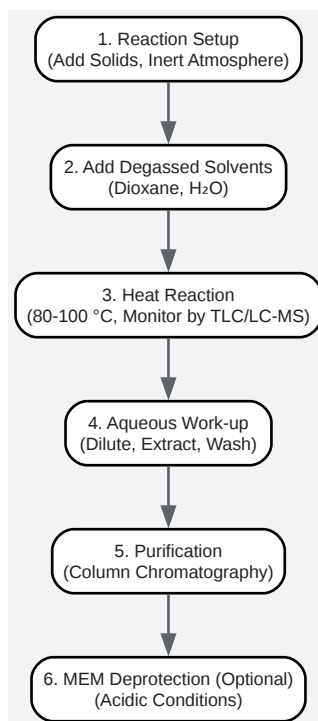 1. Reaction Setup
(Add Solids, Inert Atmosphere)
2. Add Degassed Solvents
(Dioxane, H₂O)
3. Heat Reaction
(80-100 °C, Monitor by TLC/LC-MS)
4. Aqueous Work-up
(Dilute, Extract, Wash)
5. Purification
(Column Chromatography)
6. MEM Deprotection (Optional)
(Acidic Conditions)